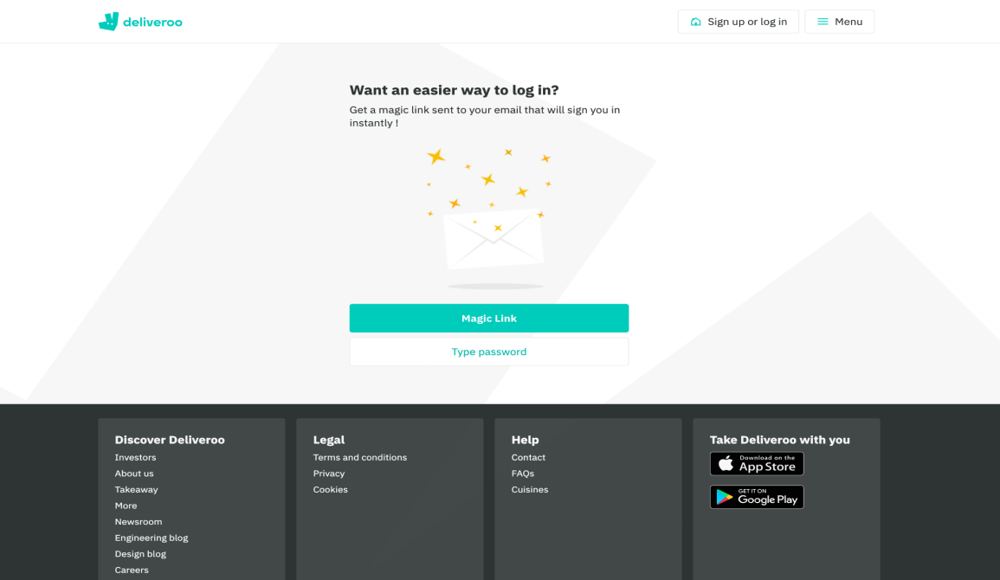 deliveroo
Sign up or log in
Menu
Want an easier way to log in?
Get a magic link sent to your email that will sign you in
instantly !
Magic Link
Type password
Discover Deliveroo
Investors
About us
Takeaway
More
Newsroom
Engineering blog
Design blog
Careers
Legal
Terms and conditions
Privacy
Cookies
Help
Contact
FAQs
Cuisines
Take Deliveroo with you
Download on the
App Store
GET IT ON
Google Play